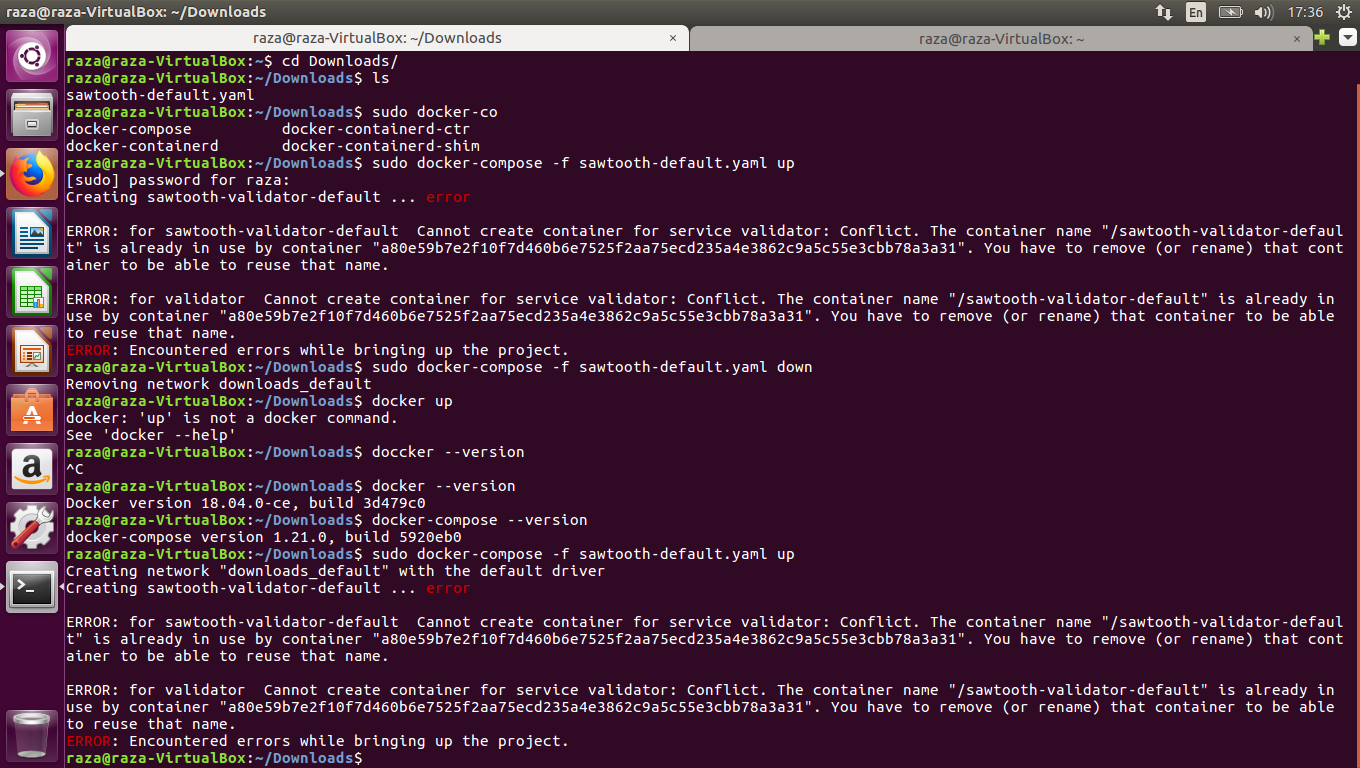 raza@raza-VirtualBox: ~/Downloads
En
17:36
raza@raza-VirtualBox: ~/Downloads ×
raza@raza-VirtualBox: ~ ×
raza@raza-VirtualBox:~$ cd Downloads/
raza@raza-VirtualBox:~/Downloads$ ls
sawtooth-default.yaml
raza@raza-VirtualBox:~/Downloads$ sudo docker-co
docker-compose          docker-containerd-ctr
docker-containerd       docker-containerd-shim
raza@raza-VirtualBox:~/Downloads$ sudo docker-compose -f sawtooth-default.yaml up
[sudo] password for raza:
Creating sawtooth-validator-default ... error
ERROR: for sawtooth-validator-default  Cannot create container for service validator: Conflict. The container name "/sawtooth-validator-defaul
t" is already in use by container "a80e59b7e2f10f7d460b6e7525f2aa75ecd235a4e3862c9a5c55e3cbb78a3a31". You have to remove (or rename) that cont
ainer to be able to reuse that name.
ERROR: for validator  Cannot create container for service validator: Conflict. The container name "/sawtooth-validator-default" is already in
use by container "a80e59b7e2f10f7d460b6e7525f2aa75ecd235a4e3862c9a5c55e3cbb78a3a31". You have to remove (or rename) that container to be able
to reuse that name.
ERROR: Encountered errors while bringing up the project.
raza@raza-VirtualBox:~/Downloads$ sudo docker-compose -f sawtooth-default.yaml down
Removing network downloads_default
raza@raza-VirtualBox:~/Downloads$ docker up
docker: 'up' is not a docker command.
See 'docker --help'
raza@raza-VirtualBox:~/Downloads$ doccker --version
^C
raza@raza-VirtualBox:~/Downloads$ docker --version
Docker version 18.04.0-ce, build 3d479c0
raza@raza-VirtualBox:~/Downloads$ docker-compose --version
docker-compose version 1.21.0, build 5920eb0
raza@raza-VirtualBox:~/Downloads$ sudo docker-compose -f sawtooth-default.yaml up
Creating network "downloads_default" with the default driver
Creating sawtooth-validator-default ... error
ERROR: for sawtooth-validator-default  Cannot create container for service validator: Conflict. The container name "/sawtooth-validator-defaul
t" is already in use by container "a80e59b7e2f10f7d460b6e7525f2aa75ecd235a4e3862c9a5c55e3cbb78a3a31". You have to remove (or rename) that cont
ainer to be able to reuse that name.
ERROR: for validator  Cannot create container for service validator: Conflict. The container name "/sawtooth-validator-default" is already in
use by container "a80e59b7e2f10f7d460b6e7525f2aa75ecd235a4e3862c9a5c55e3cbb78a3a31". You have to remove (or rename) that container to be able
to reuse that name.
ERROR: Encountered errors while bringing up the project.
raza@raza-VirtualBox:~/Downloads$